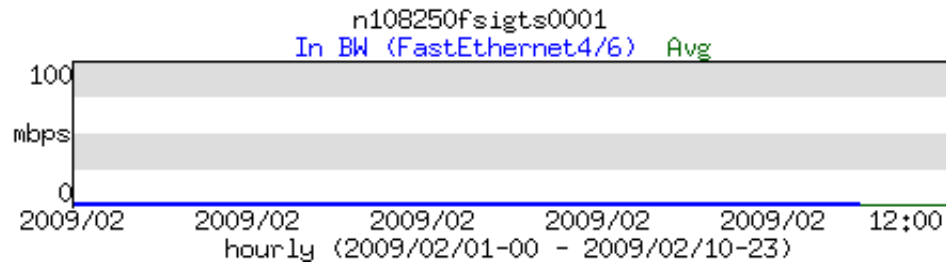 n108250fsigts0001
In BW (FastEthernet4/6) Avg
100
mbps
0
2009/02 2009/02 2009/02 2009/02 2009/02 12:00
hourly (2009/02/01-00 - 2009/02/10-23)